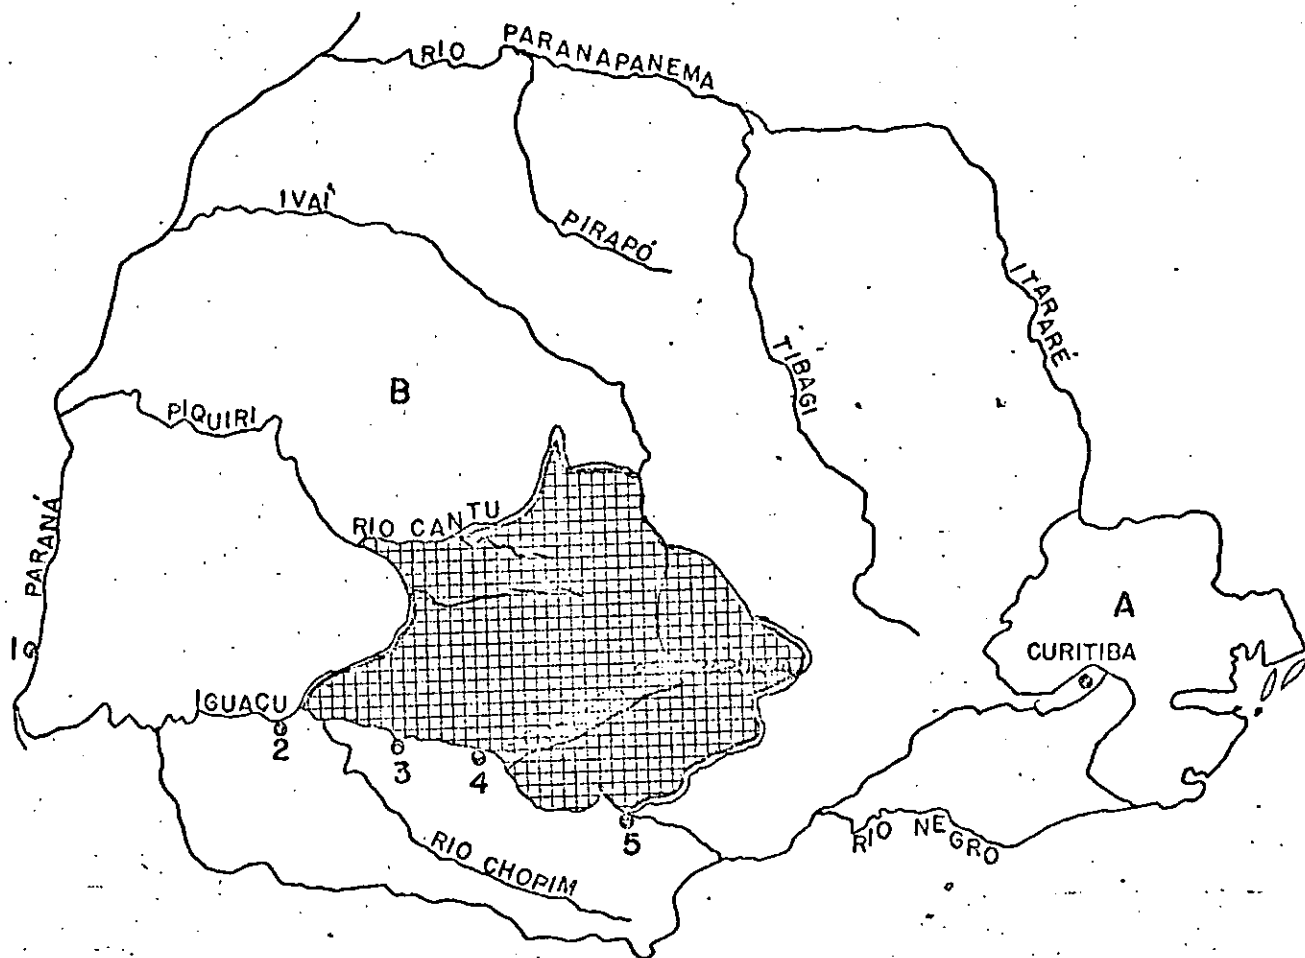 RIO PARANAPANEMA
IVAÍ
PIRAPÓ
ITARARÉ
TIBAGI
B
PIQUIRI
RIO CANTU
PARANÁ
A
CURITIBA
1
IGUAÇU
2
3
4
5
RIO NEGRO
RIO CHOPIM